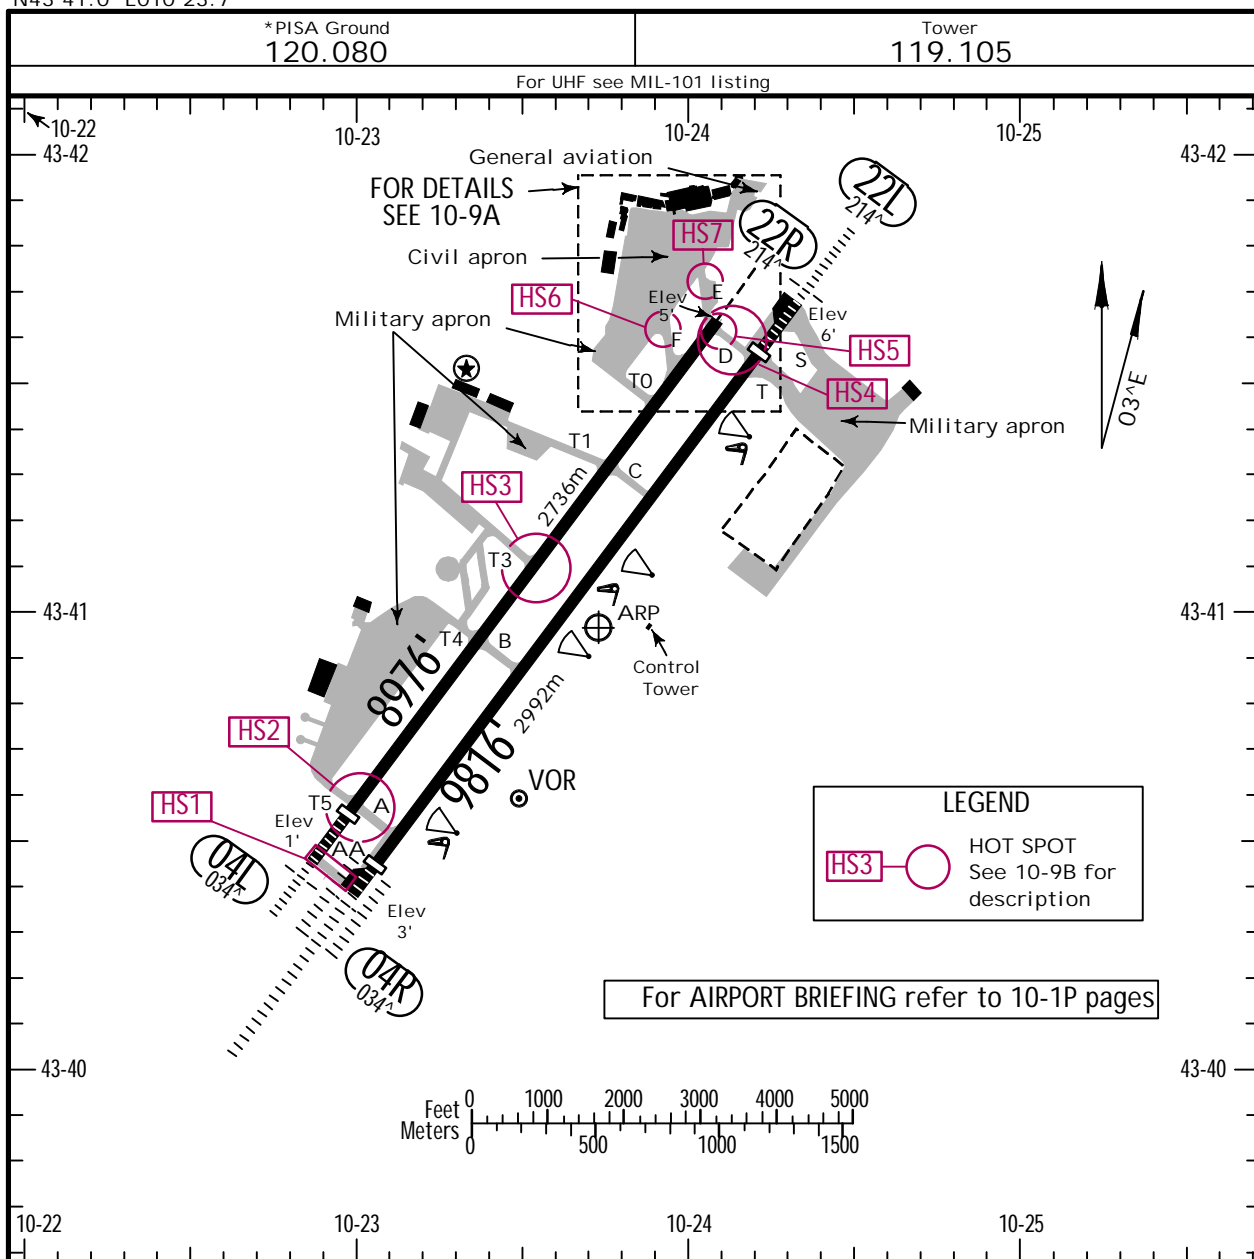 N43 41.0 E010 23.7
*PISA Ground
120.080
Tower
119.105
For UHF see MIL-101 listing
10-22
10-23
10-24
10-25
43-42
43-42
General aviation
FOR DETAILS
SEE 10-9A
22L
214^
22R
214^
HS7
Civil apron
E
HS6
Elev
5'
Elev
6'
Military apron
F
D
S
HS5
HS4
T0
T
03^E
Military apron
T1
C
HS3
2736m
T3
43-41
43-41
ARP
T4
B
Control
Tower
8976'
2992m
9816'
HS2
VOR
HS1
T5
A
Elev
1'
AA
04L
034^
Elev
3'
04R
034^
LEGEND
HS3
HOT SPOT
See 10-9B for
description
For AIRPORT BRIEFING refer to 10-1P pages
43-40
43-40
Feet
0
1000
2000
3000
4000
5000
Meters
0
500
1000
1500
10-22
10-23
10-24
10-25